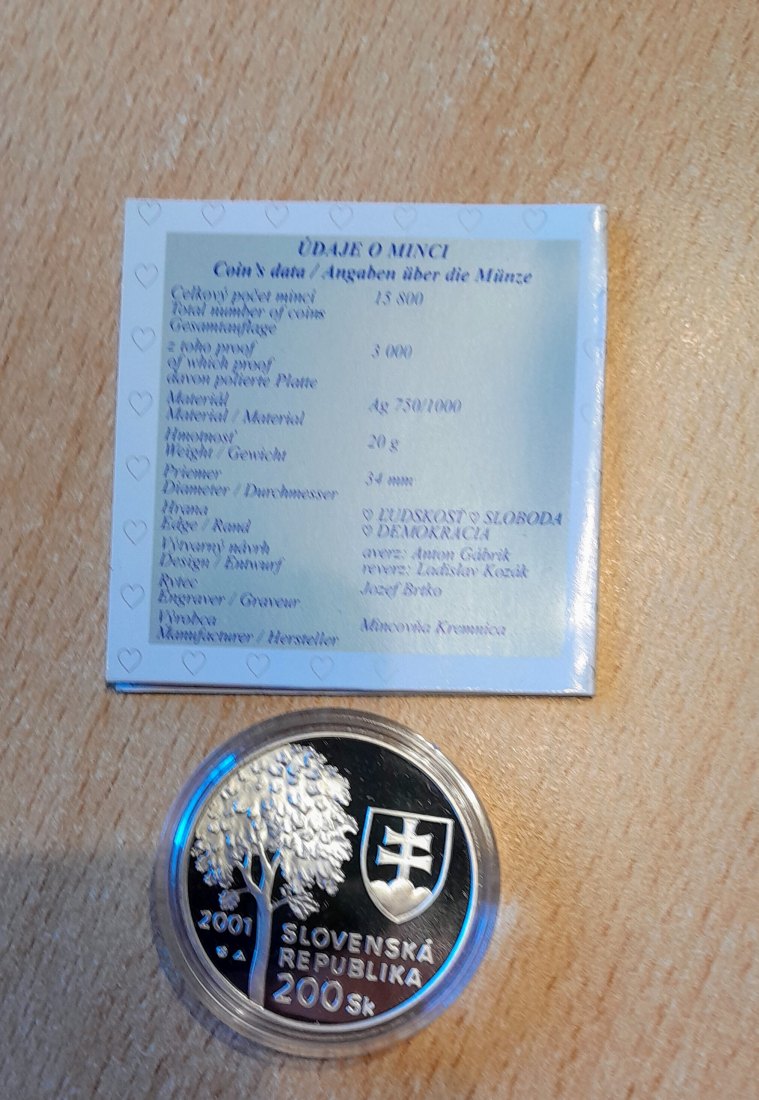 ÚDAJE O MINCI
Coin's data / Angaben über die Münze
Celkový počet mincí 15 800
Total number of coins
Gesamtauflage
z toho proof 3 000
of which proof
davon polierte Platte
Materiál Ag 750/1000
Material / Material
Hmotnosť 20 g
Weight / Gewicht
Priemer 34 mm
Diameter / Durchmesser
Hrana ♡ ĽUDSKOSŤ ♡ SLOBODA
Edge / Rand ♡ DEMOKRACIA
Výtvarný návrh averz: Anton Gábrik
Design / Entwurf reverz: Ladislav Kozák
Rytec Jozef Brtko
Engraver / Graveur
Výrobca Mincovňa Kremnica
Manufacturer / Hersteller
2001
SLOVENSKÁ
REPUBLIKA
200 Sk